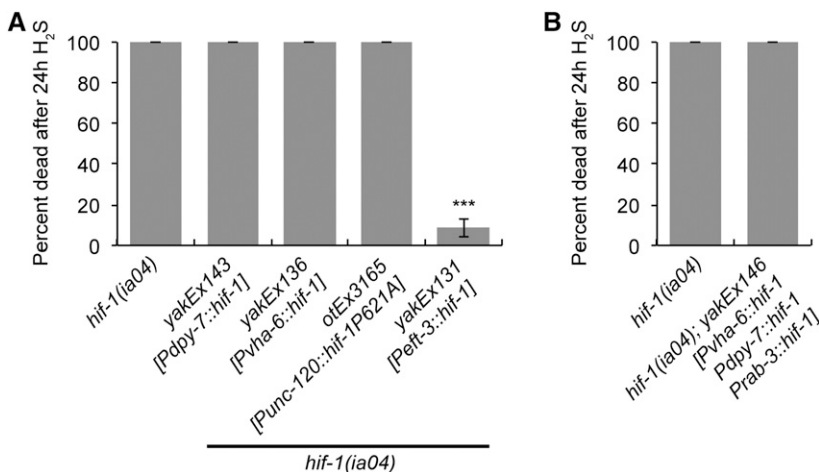 A
Percent dead after 24h H2S
100
80
60
40
20
0
***
hif-1(ia04)
yakEx143
[Pdpy-7::hif-1]
yakEx136
[Pvha-6::hif-1]
otEx3165
[Punc-120::hif-1P621A]
yakEx131
[Peft-3::hif-1]
hif-1(ia04)
B
Percent dead after 24h H2S
100
80
60
40
20
0
hif-1(ia04)
hif-1(ia04); yakEx146
[Pvha-6::hif-1
Pdpy-7::hif-1
Prab-3::hif-1]